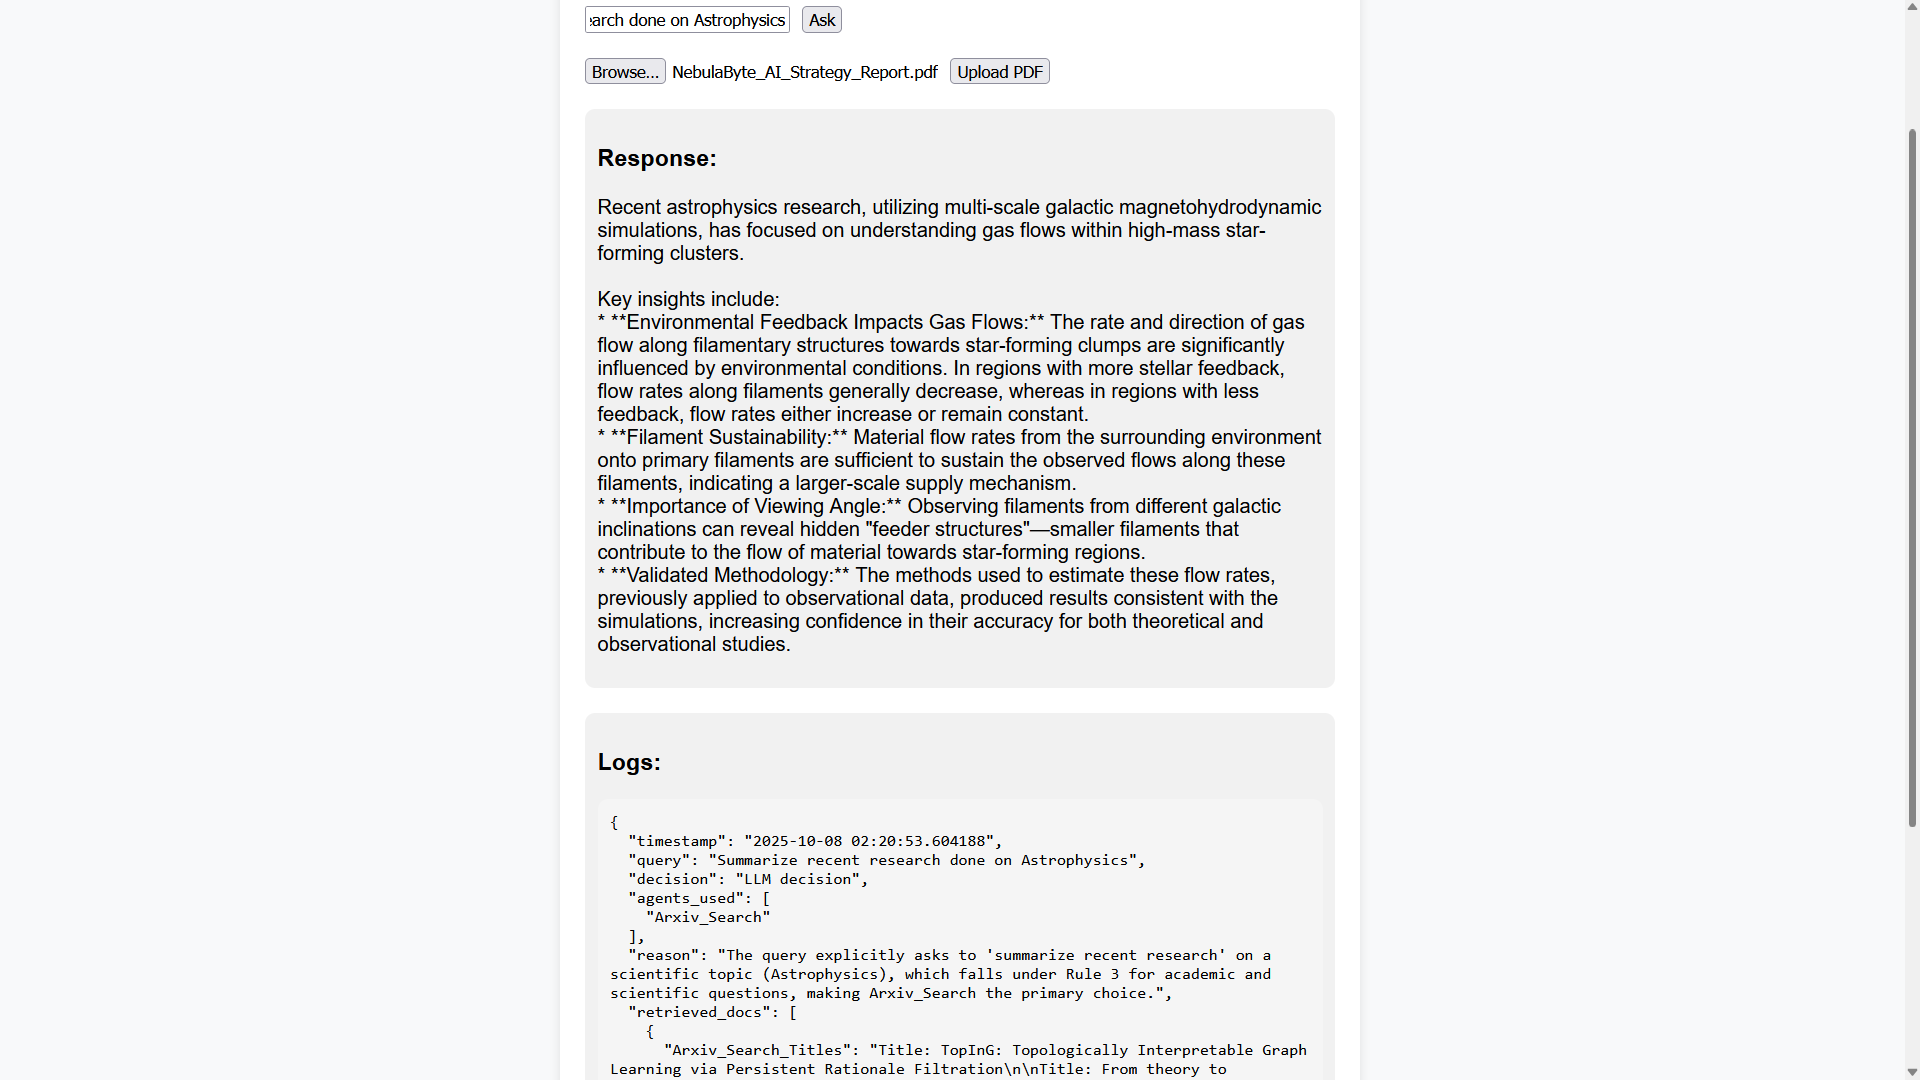 earch done on Astrophysics Ask
Browse... NebulaByte_AI_Strategy_Report.pdf Upload PDF
Response:
Recent astrophysics research, utilizing multi-scale galactic magnetohydrodynamic
simulations, has focused on understanding gas flows within high-mass star-
forming clusters.
Key insights include:
* **Environmental Feedback Impacts Gas Flows:** The rate and direction of gas
flow along filamentary structures towards star-forming clumps are significantly
influenced by environmental conditions. In regions with more stellar feedback,
flow rates along filaments generally decrease, whereas in regions with less
feedback, flow rates either increase or remain constant.
* **Filament Sustainability:** Material flow rates from the surrounding environment
onto primary filaments are sufficient to sustain the observed flows along these
filaments, indicating a larger-scale supply mechanism.
* **Importance of Viewing Angle:** Observing filaments from different galactic
inclinations can reveal hidden "feeder structures"—smaller filaments that
contribute to the flow of material towards star-forming regions.
* **Validated Methodology:** The methods used to estimate these flow rates,
previously applied to observational data, produced results consistent with the
simulations, increasing confidence in their accuracy for both theoretical and
observational studies.
Logs:
{
"timestamp": "2025-10-08 02:20:53.604188",
"query": "Summarize recent research done on Astrophysics",
"decision": "LLM decision",
"agents_used": [
"Arxiv_Search"
],
"reason": "The query explicitly asks to 'summarize recent research' on a
scientific topic (Astrophysics), which falls under Rule 3 for academic and
scientific questions, making Arxiv_Search the primary choice.",
"retrieved_docs": [
{
"Arxiv_Search_Titles": "Title: TopInG: Topologically Interpretable Graph
Learning via Persistent Rationale Filtration\n\nTitle: From theory to